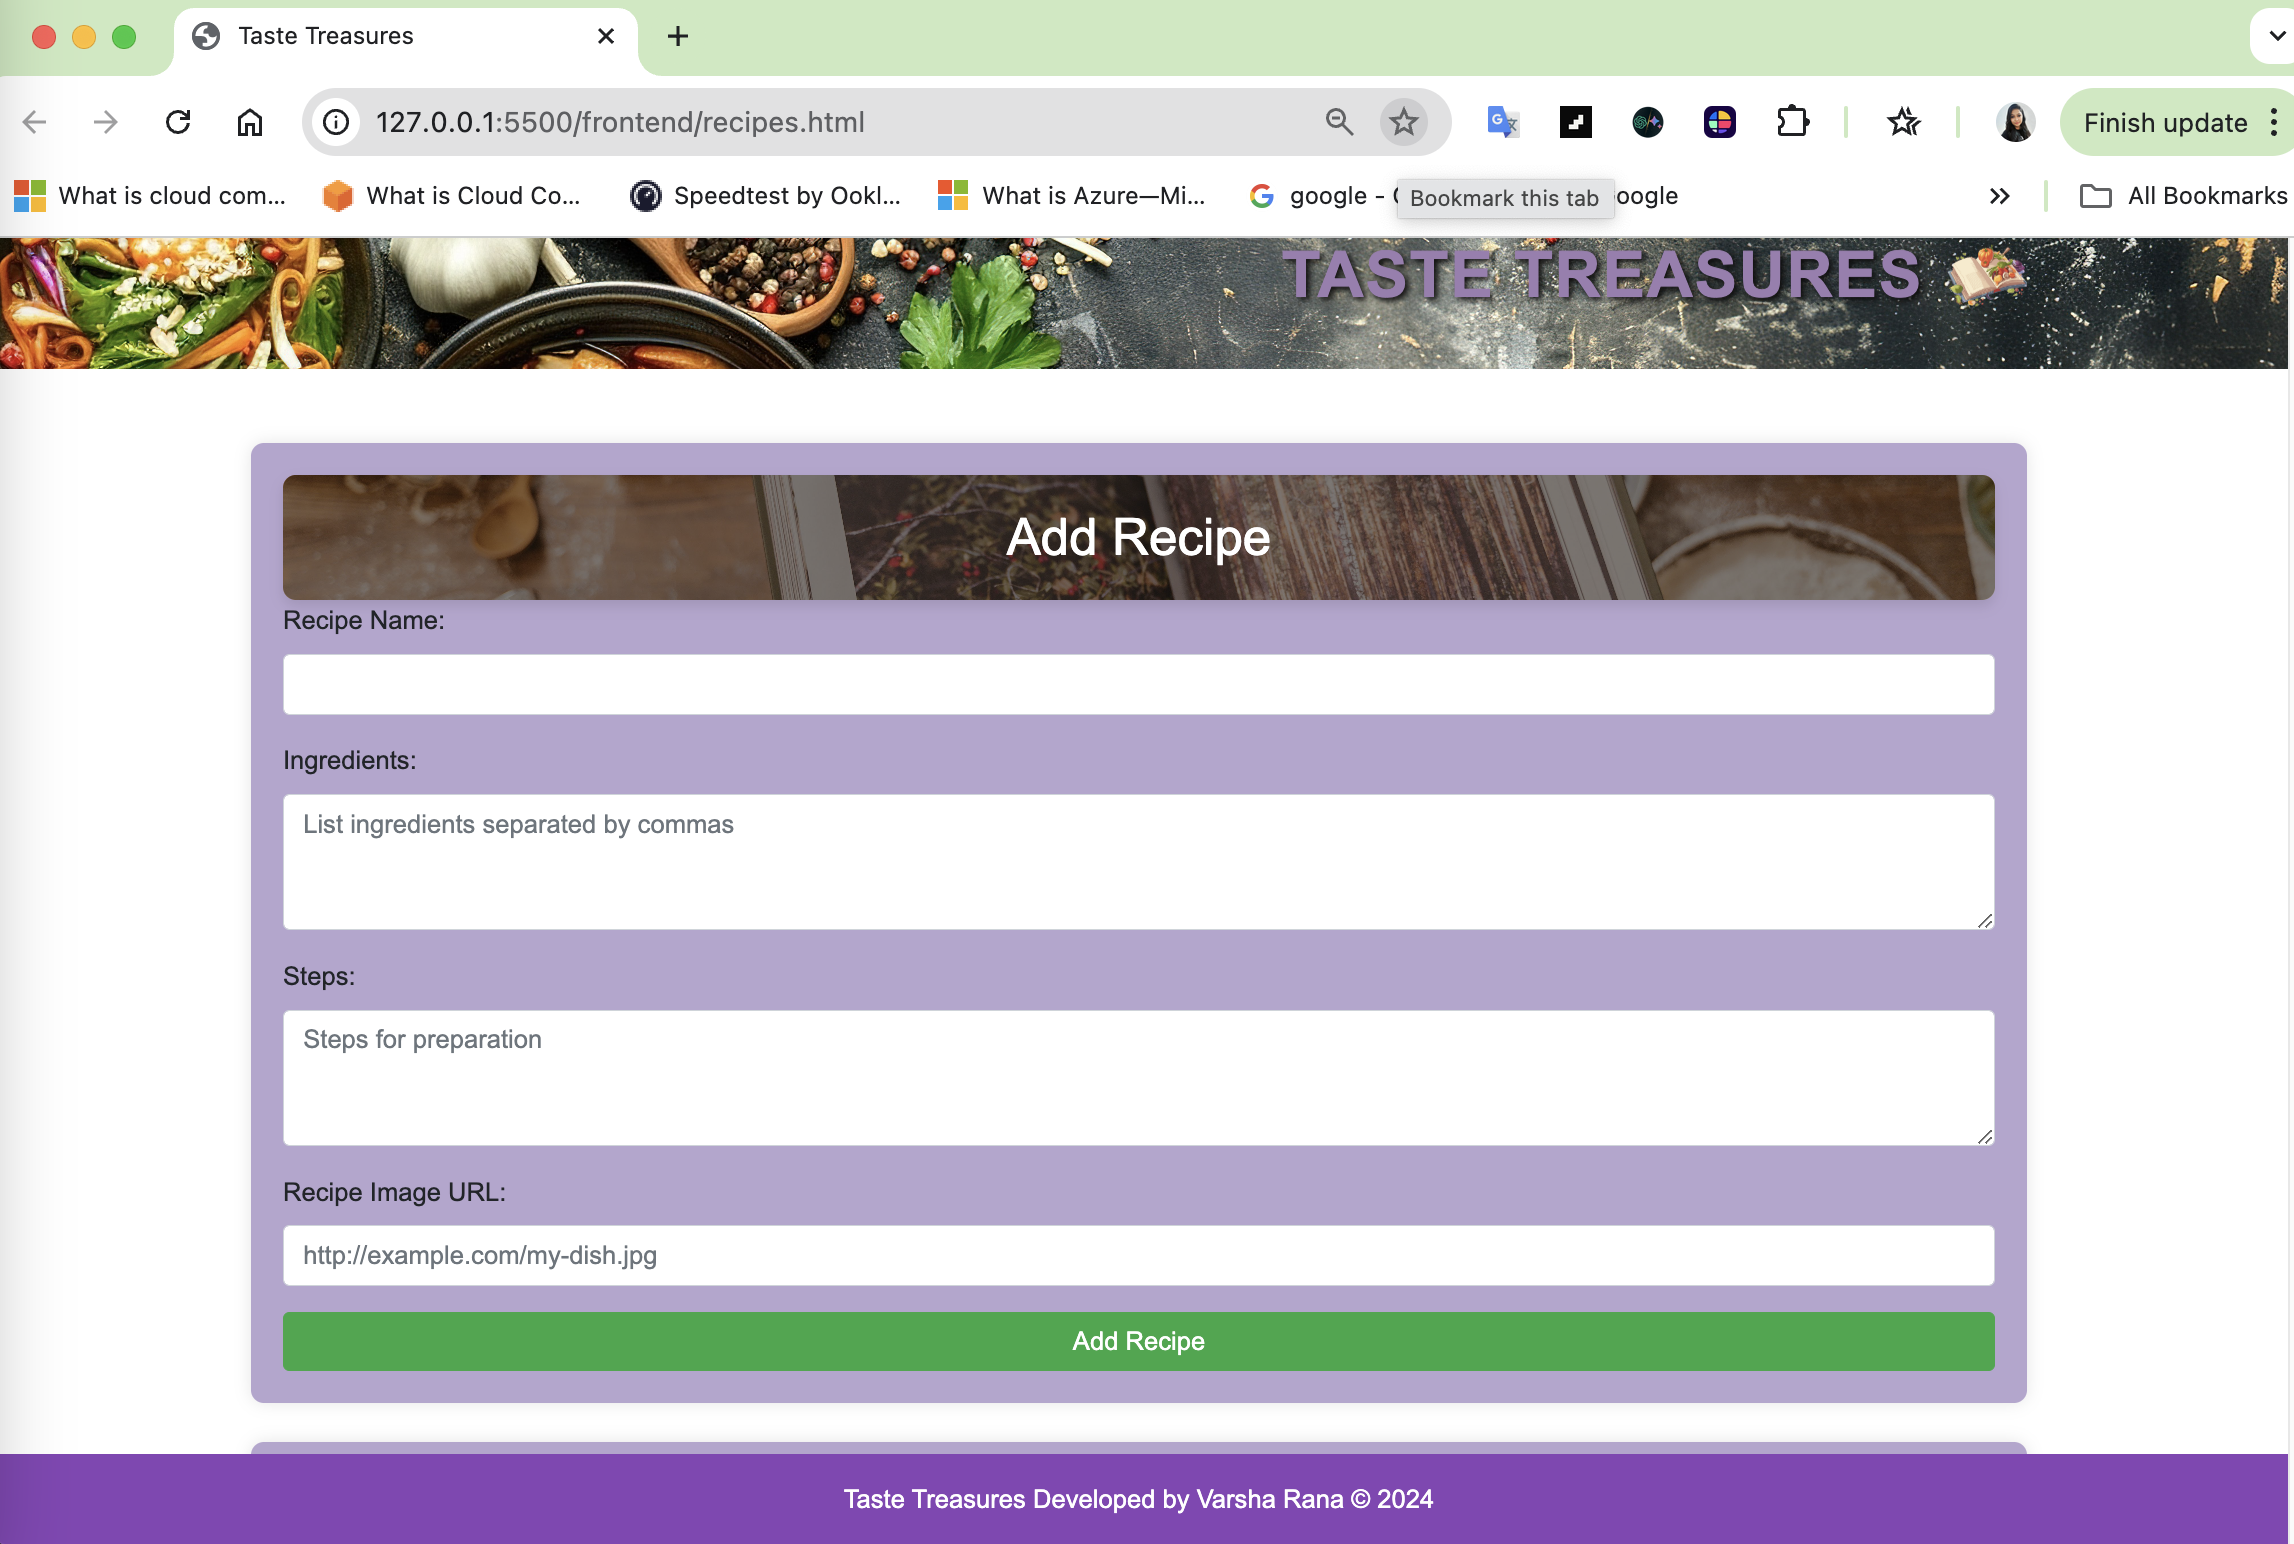 Taste Treasures
127.0.0.1:5500/frontend/recipes.html
Finish update
What is cloud com...
What is Cloud Co...
Speedtest by Ookl...
What is Azure—Mi...
google -
Bookmark this tab
oogle
All Bookmarks
TASTE TREASURES
Add Recipe
Recipe Name:
Ingredients:
List ingredients separated by commas
Steps:
Steps for preparation
Recipe Image URL:
http://example.com/my-dish.jpg
Add Recipe
Taste Treasures Developed by Varsha Rana © 2024